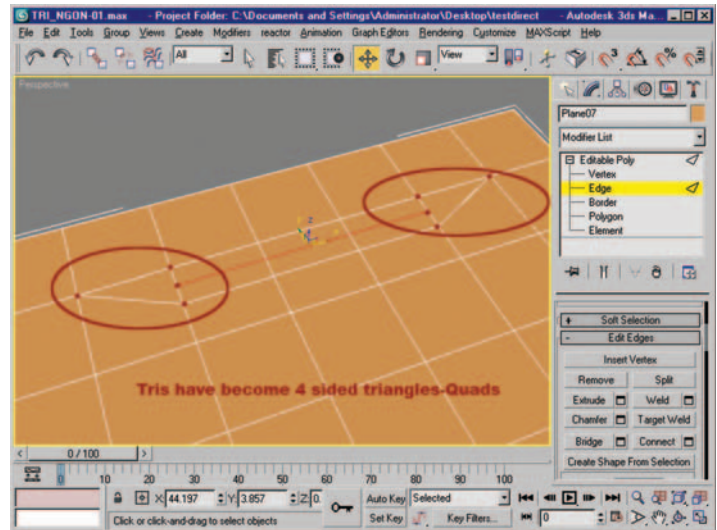 TRI_NGON-01.max - Project Folder: C:\Documents and Settings\Administrator\Desktop\testdirect - Autodesk 3ds Ma...
File Edit Tools Group Views Create Modifiers reactor Animation Graph Editors Rendering Customize MAXScript Help
All View
Perspective
Plane07
Modifier List
Editable Poly
Vertex
Edge
Border
Polygon
Element
+ Soft Selection
- Edit Edges
Insert Vertex
Remove Split
Extrude Weld
Chamfer Target Weld
Bridge Connect
Create Shape From Selection
Tris have become 4 sided triangles-Quads
< 0/100 >
0 10 20 30 40 50 60 70 80 90 100
X: 44.197 Y: 3.857 Z: 0.
Auto Key Selected
Click or click-and-drag to select objects
Set Key Key Filters... 0